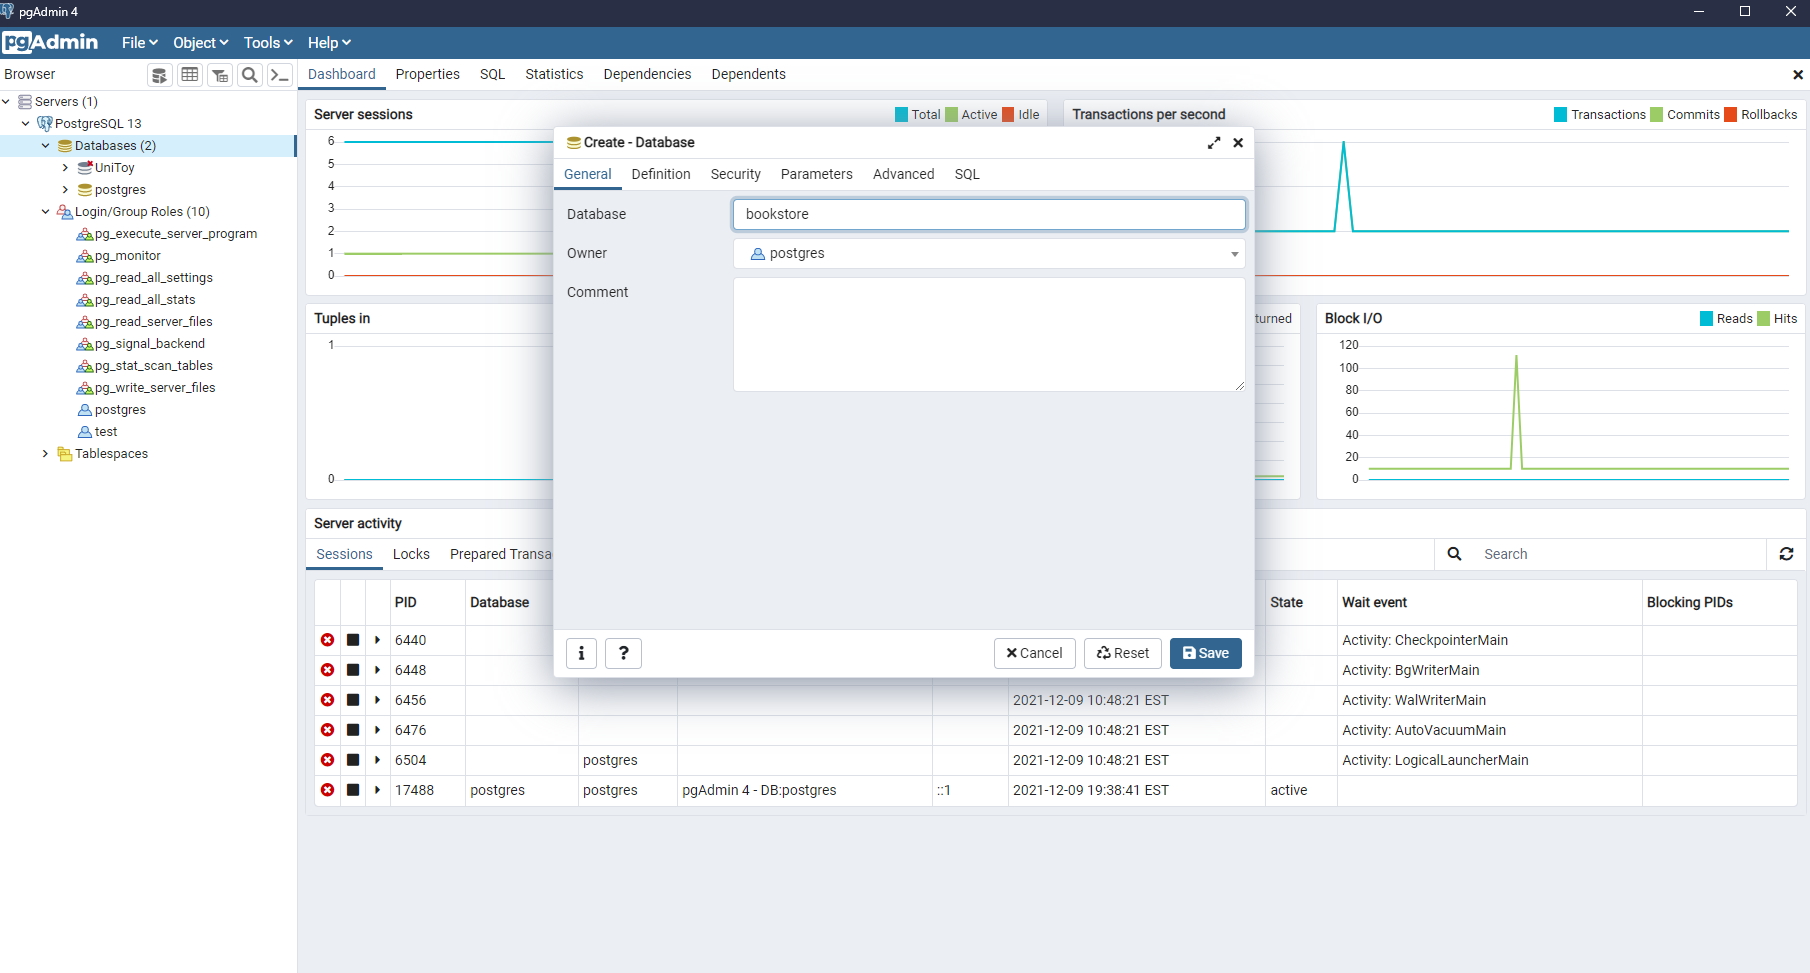 pgAdmin 4
pgAdmin File Object Tools Help
Browser
Dashboard Properties SQL Statistics Dependencies Dependents
Servers (1)
PostgreSQL 13
Databases (2)
UniToy
postgres
Login/Group Roles (10)
pg_execute_server_program
pg_monitor
pg_read_all_settings
pg_read_all_stats
pg_read_server_files
pg_signal_backend
pg_stat_scan_tables
pg_write_server_files
postgres
test
Tablespaces
Server sessions Total Active Idle
6
5
4
3
2
1
0
Transactions per second Transactions Commits Rollbacks
Create - Database
General Definition Security Parameters Advanced SQL
Database bookstore
Owner postgres
Comment
i ? Cancel Reset Save
Tuples in
1
0
turned
Block I/O Reads Hits
120
100
80
60
40
20
0
Server activity
Sessions Locks Prepared Transa
Search
PID Database State Wait event Blocking PIDs
6440 Activity: CheckpointerMain
6448 Activity: BgWriterMain
6456 2021-12-09 10:48:21 EST Activity: WalWriterMain
6476 2021-12-09 10:48:21 EST Activity: AutoVacuumMain
6504 postgres 2021-12-09 10:48:21 EST Activity: LogicalLauncherMain
17488 postgres postgres pgAdmin 4 - DB:postgres ::1 2021-12-09 19:38:41 EST active